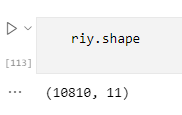 riy.shape
[113]
(10810, 11)